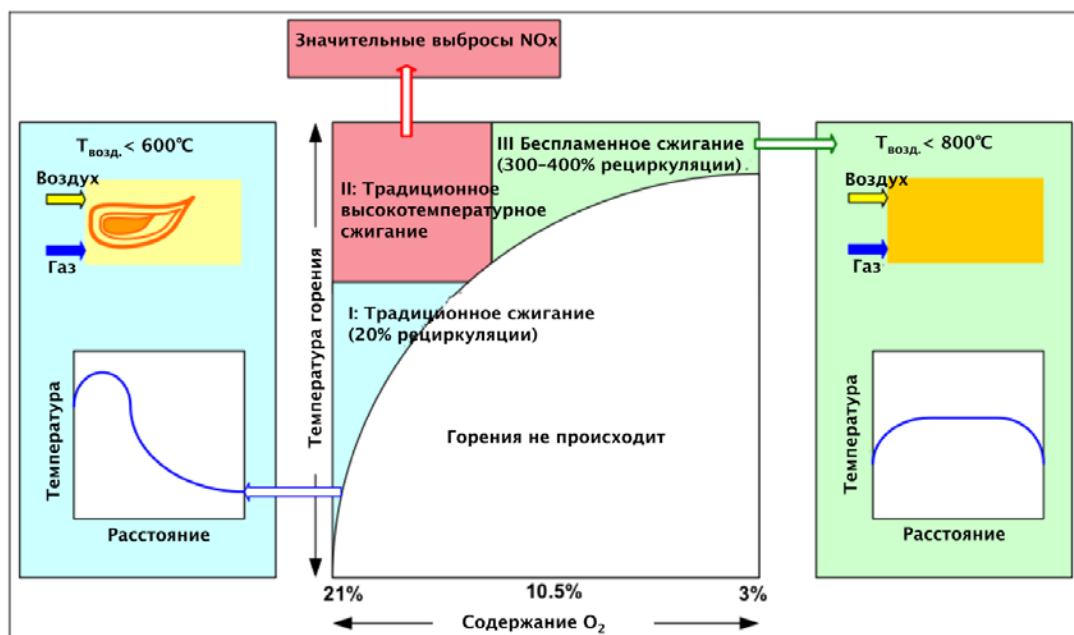 Значительные выбросы NOx
Tвозд.< 600℃
Воздух
Газ
Температура
Расстояние
Температура горения
II: Традиционное
высокотемпературное
сжигание
III Беспламенное сжигание
(300-400% рециркуляции)
I: Традиционное сжигание
(20% рециркуляции)
Горения не происходит
21%
10.5%
3%
Содержание O2
Tвозд.< 800℃
Воздух
Газ
Температура
Расстояние